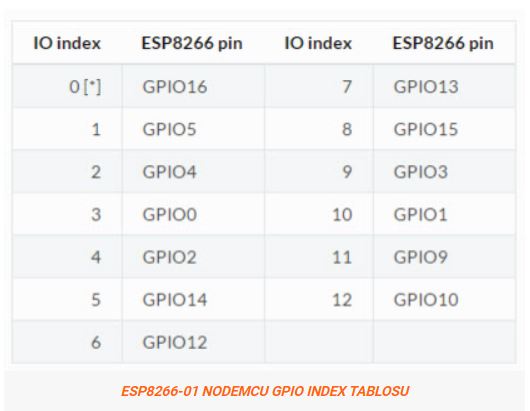 IO index ESP8266 pin IO index ESP8266 pin
0 [*] GPIO16 7 GPIO13
1 GPIO5 8 GPIO15
2 GPIO4 9 GPIO3
3 GPIO0 10 GPIO1
4 GPIO2 11 GPIO9
5 GPIO14 12 GPIO10
6 GPIO12
ESP8266-01 NODEMCU GPIO INDEX TABLOSU